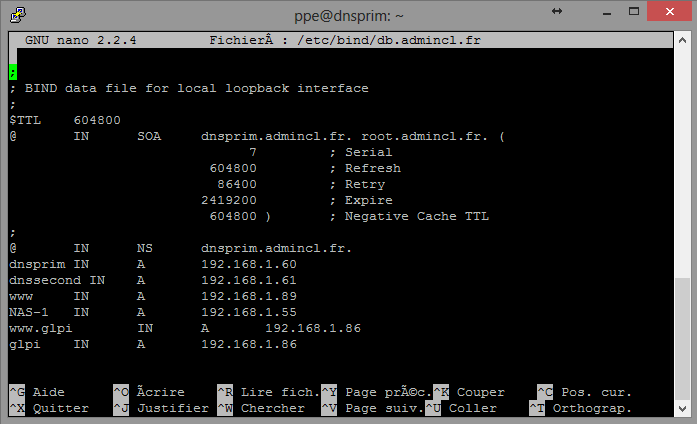 ppe@dnsprim: ~
GNU nano 2.2.4 FichierÂ : /etc/bind/db.admincl.fr
;
; BIND data file for local loopback interface
;
$TTL 604800
@ IN SOA dnsprim.admincl.fr. root.admincl.fr. (
7 ; Serial
604800 ; Refresh
86400 ; Retry
2419200 ; Expire
604800 ) ; Negative Cache TTL
;
@ IN NS dnsprim.admincl.fr.
dnsprim IN A 192.168.1.60
dnssecond IN A 192.168.1.61
www IN A 192.168.1.89
NAS-1 IN A 192.168.1.55
www.glpi IN A 192.168.1.86
glpi IN A 192.168.1.86
^G Aide ^O Ãcrire ^R Lire fich. ^Y Page prÃ©c. ^K Couper ^C Pos. cur.
^X Quitter ^J Justifier ^W Chercher ^V Page suiv. ^U Coller ^T Orthograp.